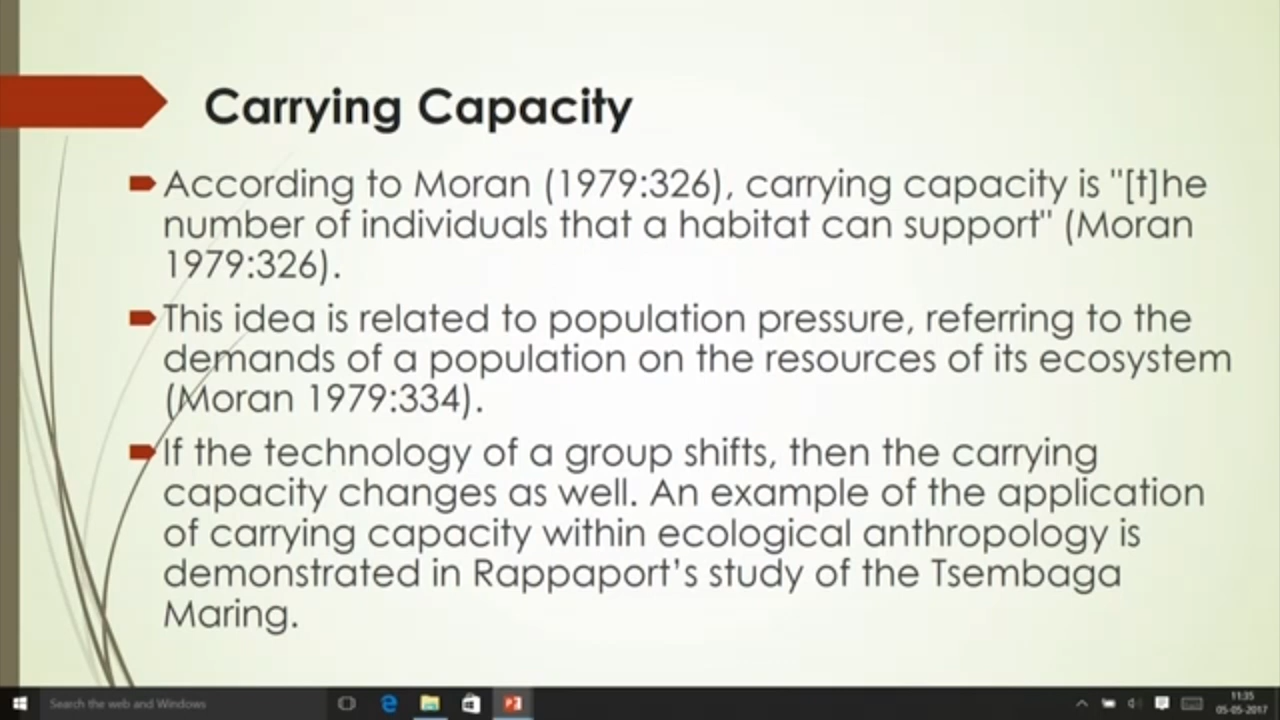 Carrying Capacity
According to Moran (1979:326), carrying capacity is "[t]he
number of individuals that a habitat can support" (Moran
1979:326).
This idea is related to population pressure, referring to the
demands of a population on the resources of its ecosystem
(Moran 1979:334).
If the technology of a group shifts, then the carrying
capacity changes as well. An example of the application
of carrying capacity within ecological anthropology is
demonstrated in Rappaport's study of the Tsembaga
Maring.
Search the web and Windows
11:35
05-05-2017